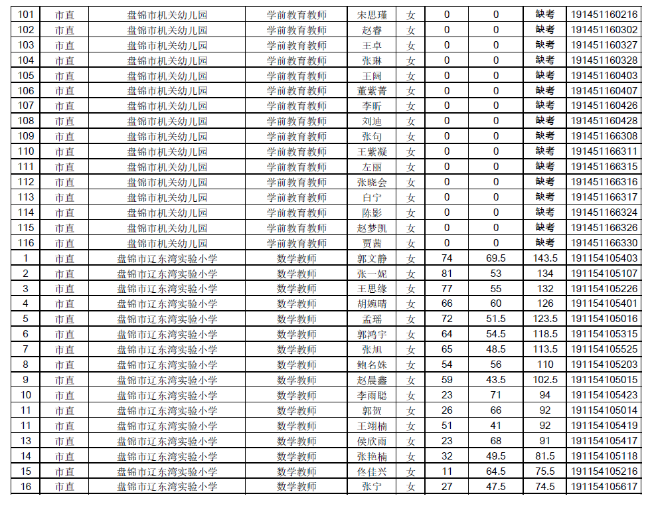 101 市直 盘锦市机关幼儿园 学前教育教师 宋思瑾 女 0 0 缺考 191451160216
102 市直 盘锦市机关幼儿园 学前教育教师 赵睿 女 0 0 缺考 191451160302
103 市直 盘锦市机关幼儿园 学前教育教师 王卓 女 0 0 缺考 191451160327
104 市直 盘锦市机关幼儿园 学前教育教师 张琳 女 0 0 缺考 191451160328
105 市直 盘锦市机关幼儿园 学前教育教师 女 0 0 缺考 191451160403
106 市直 盘锦市机关幼儿园 学前教育教师 董紫菁 女 0 0 缺考 191451160407
107 市直 盘锦市机关幼儿园 学前教育教师 李昕 女 0 0 缺考 191451160426
108 市直 盘锦市机关幼儿园 学前教育教师 刘迪 女 0 0 缺考 191451160428
109 市直 盘锦市机关幼儿园 学前教育教师 张句 女 0 0 缺考 191451166308
110 市直 盘锦市机关幼儿园 学前教育教师 王紫凝 女 0 0 缺考 191451166311
111 市直 盘锦市机关幼儿园 学前教育教师 左丽 女 0 0 缺考 191451166315
112 市直 盘锦市机关幼儿园 学前教育教师 张晓会 女 0 0 缺考 191451166316
113 市直 盘锦市机关幼儿园 学前教育教师 白宁 女 0 0 缺考 191451166317
114 市直 盘锦市机关幼儿园 学前教育教师 陈影 女 0 0 缺考 191451166324
115 市直 盘锦市机关幼儿园 学前教育教师 赵梦凯 女 0 0 缺考 191451166326
116 市直 盘锦市机关幼儿园 学前教育教师 贾茜 女 0 0 缺考 191451166330
1 市直 盘锦市辽东湾实验小学 数学教师 郭文静 女 74 69.5 143.5 191154105403
2 市直 盘锦市辽东湾实验小学 数学教师 张一妮 女 81 53 134 191154105107
3 市直 盘锦市辽东湾实验小学 数学教师 王思缘 女 77 55 132 191154105226
4 市直 盘锦市辽东湾实验小学 数学教师 胡婉晴 女 66 60 126 191154105401
5 市直 盘锦市辽东湾实验小学 数学教师 孟瑶 女 72 51.5 123.5 191154105016
6 市直 盘锦市辽东湾实验小学 数学教师 郭鸿宇 女 64 54.5 118.5 191154105315
7 市直 盘锦市辽东湾实验小学 数学教师 张旭 女 65 48.5 113.5 191154105525
8 市直 盘锦市辽东湾实验小学 数学教师 鲍名姝 女 54 56 110 191154105203
9 市直 盘锦市辽东湾实验小学 数学教师 赵晨鑫 女 59 43.5 102.5 191154105015
10 市直 盘锦市辽东湾实验小学 数学教师 李雨聪 女 23 71 94 191154105423
11 市直 盘锦市辽东湾实验小学 数学教师 郭贺 女 26 66 92 191154105014
11 市直 盘锦市辽东湾实验小学 数学教师 王翊楠 女 51 41 92 191154105419
13 市直 盘锦市辽东湾实验小学 数学教师 侯欣雨 女 23 68 91 191154105417
14 市直 盘锦市辽东湾实验小学 数学教师 张艳楠 女 32 49.5 81.5 191154105118
15 市直 盘锦市辽东湾实验小学 数学教师 佟佳兴 女 11 64.5 75.5 191154105216
16 市直 盘锦市辽东湾实验小学 数学教师 张宁 女 27 47.5 74.5 191154105617